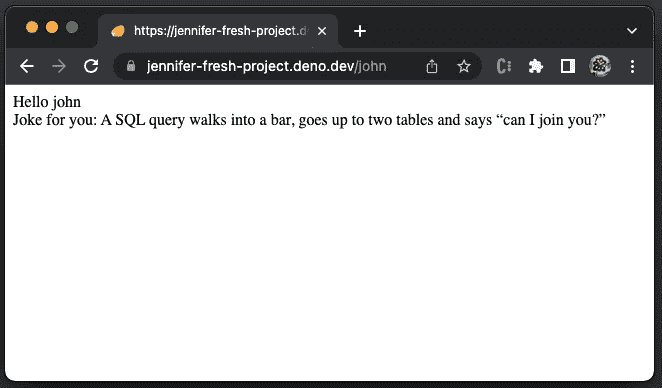 https://jennifer-fresh-project.d
jennifer-fresh-project.deno.dev/john
Hello john
Joke for you: A SQL query walks into a bar, goes up to two tables and says “can I join you?”